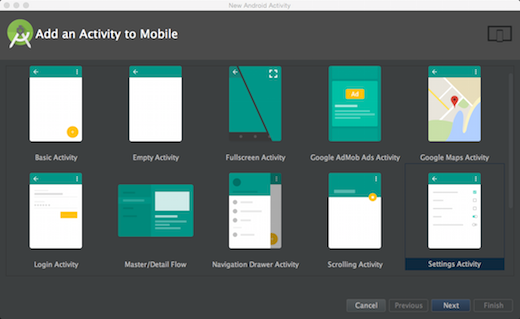 New Android Activity
Add an Activity to Mobile
Ad
Basic Activity
Empty Activity
Fullscreen Activity
Google AdMob Ads Activity
Google Maps Activity
Login Activity
Master/Detail Flow
Navigation Drawer Activity
Scrolling Activity
Settings Activity
Cancel
Previous
Next
Finish